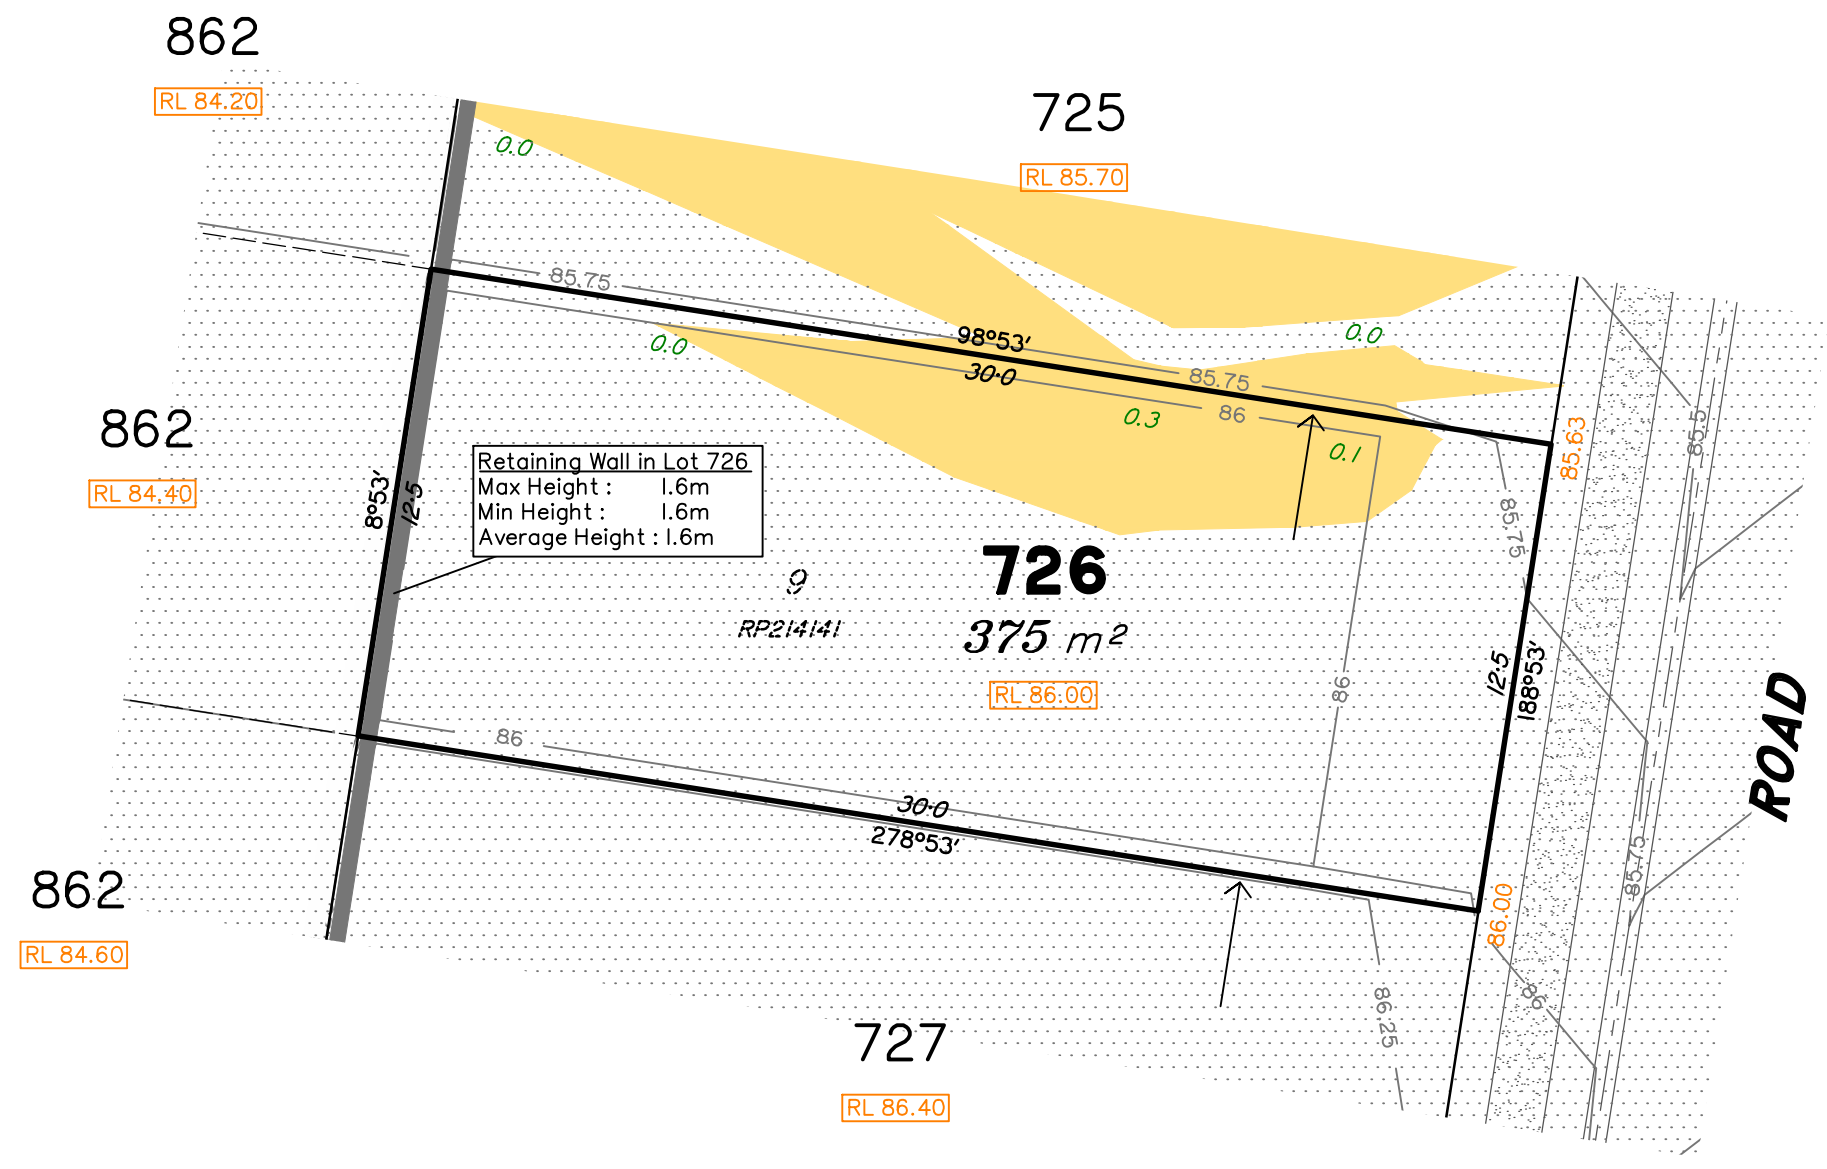 862
RL 84.20
725
RL 85.70
0.0
85.75
98°53'
30·0
0.0
0.0
85.75
86
0.3
0.1
85.63
85.5
862
RL 84.40
8°53'
12·5
Retaining Wall in Lot 726
Max Height : 1.6m
Min Height : 1.6m
Average Height : 1.6m
85.75
726
9
RP214141
375 m²
RL 86.00
86
12·5
188°53'
ROAD
86
30·0
278°53'
85.75
862
RL 84.60
86.00
86
86.25
727
RL 86.40